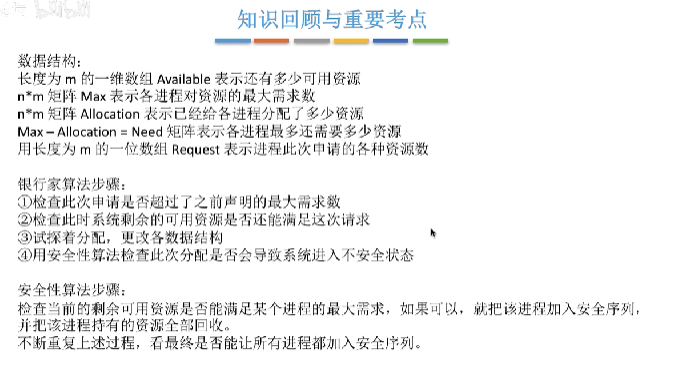 知识回顾与重要考点
数据结构：
长度为 m 的一维数组 Available 表示还有多少可用资源
n*m 矩阵 Max 表示各进程对资源的最大需求数
n*m 矩阵 Allocation 表示已经给各进程分配了多少资源
Max – Allocation = Need 矩阵表示各进程最多还需要多少资源
用长度为 m 的一位数组 Request 表示进程此次申请的各种资源数
银行家算法步骤：
①检查此次申请是否超过了之前声明的最大需求数
②检查此时系统剩余的可用资源是否还能满足这次请求
③试探着分配，更改各数据结构
④用安全性算法检查此次分配是否会导致系统进入不安全状态
安全性算法步骤：
检查当前的剩余可用资源是否能满足某个进程的最大需求，如果可以，就把该进程加入安全序列，
并把该进程持有的资源全部回收。
不断重复上述过程，看最终是否能让所有进程都加入安全序列。